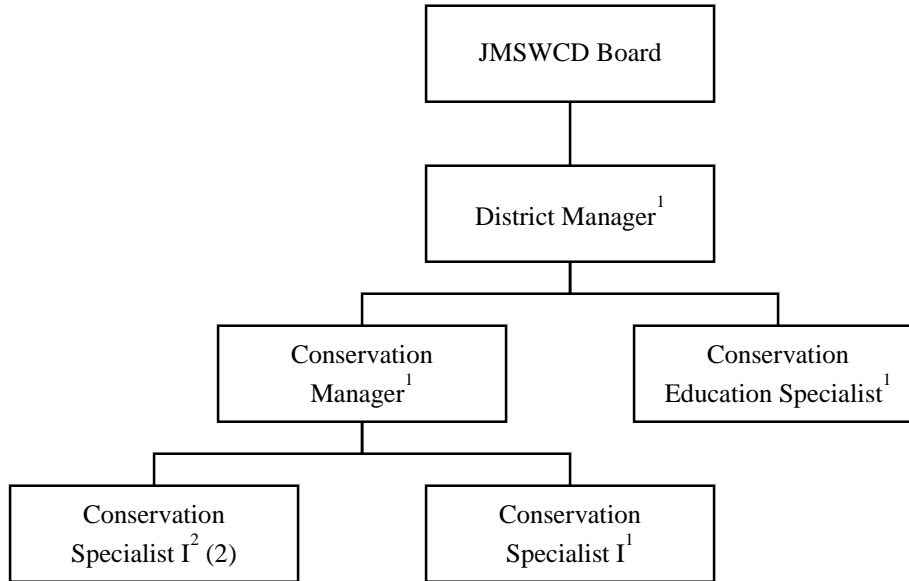 JMSWCD Board
District Manager¹
Conservation
Manager¹
Conservation
Education Specialist¹
Conservation
Specialist I² (2)
Conservation
Specialist I¹